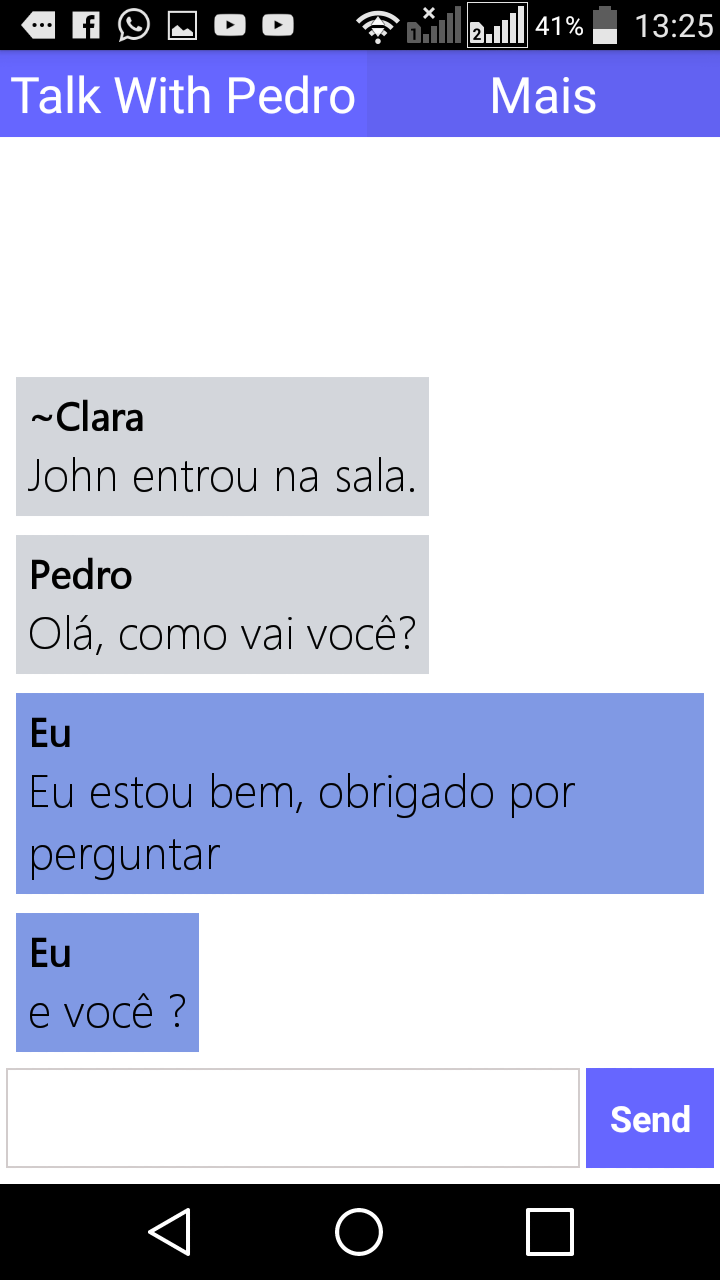 41% 13:25
Talk With Pedro Mais
~Clara
John entrou na sala.
Pedro
Olá, como vai você?
Eu
Eu estou bem, obrigado por
perguntar
Eu
e você ?
Send